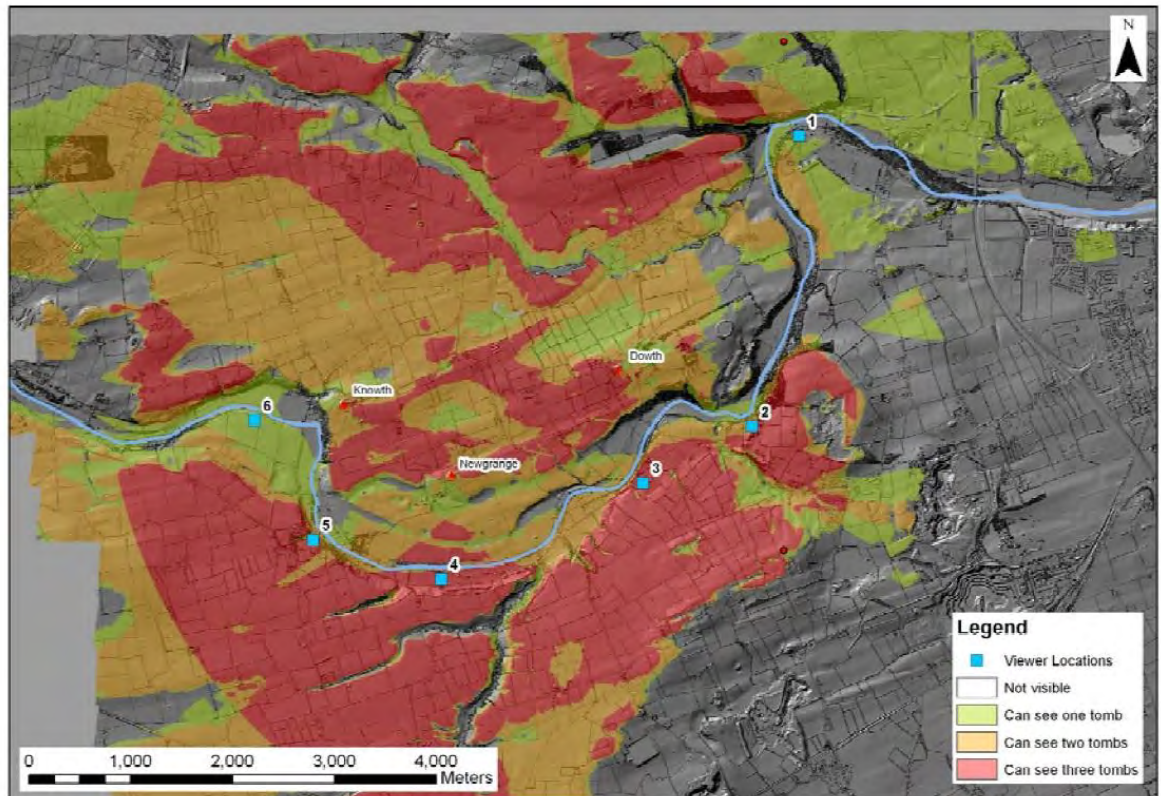 N
1
Dowth
Knowth
6
2
Newgrange
3
5
4
Legend
Viewer Locations
Not visible
Can see one tomb
Can see two tombs
Can see three tombs
0 1,000 2,000 3,000 4,000
Meters